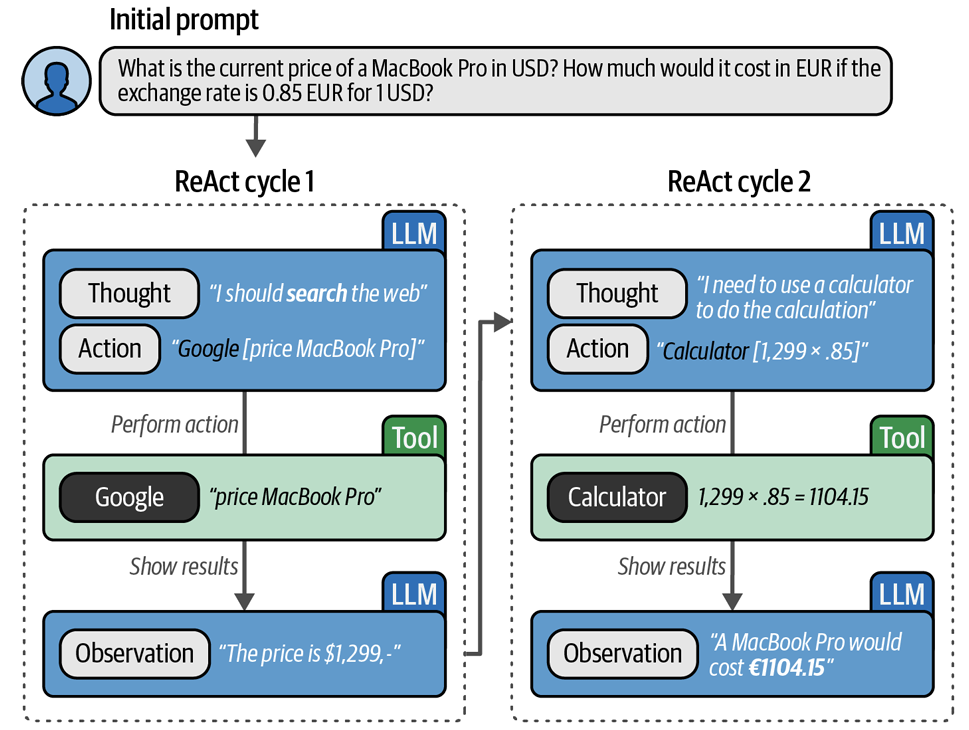 Initial prompt
What is the current price of a MacBook Pro in USD? How much would it cost in EUR if the
exchange rate is 0.85 EUR for 1 USD?
ReAct cycle 1
LLM
Thought "I should search the web"
Action "Google [price MacBook Pro]"
Perform action
Tool
Google "price MacBook Pro"
Show results
LLM
Observation "The price is $1,299,-"
ReAct cycle 2
LLM
Thought "I need to use a calculator
to do the calculation"
Action "Calculator [1,299 × .85]"
Perform action
Tool
Calculator 1,299 × .85 = 1104.15
Show results
LLM
Observation "A MacBook Pro would
cost €1104.15"